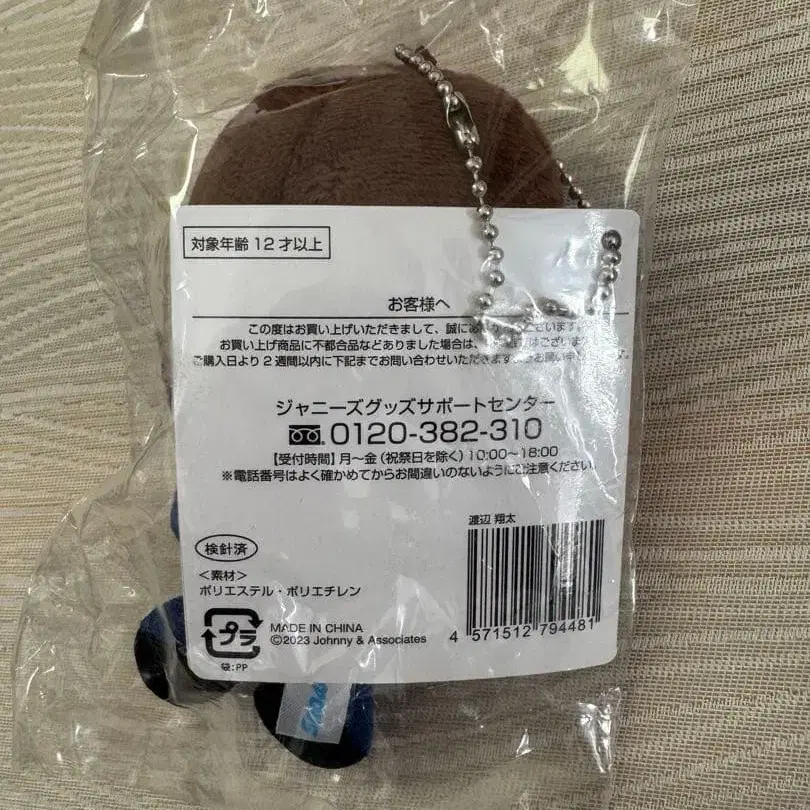 対象年齢 12 才以上
お客様へ
この度はお買い上げいただきまして、誠に
お買い上げ商品に不都合品などありました場合は、
ご購入日より2週間以内に下記までお問い合わせいただきます
ジャニーズグッズサポートセンター
0120-382-310
【受付時間】月〜金(祝祭日を除く)10:00〜18:00
※電話番号はよく確かめてからお間違いのないようにご注意ください。
渡辺 翔太
検針済
<素材>
ポリエステル・ポリエチレン
プラ
袋:PP
MADE IN CHINA
©2023 Johnny & Associates
4 571512 794481